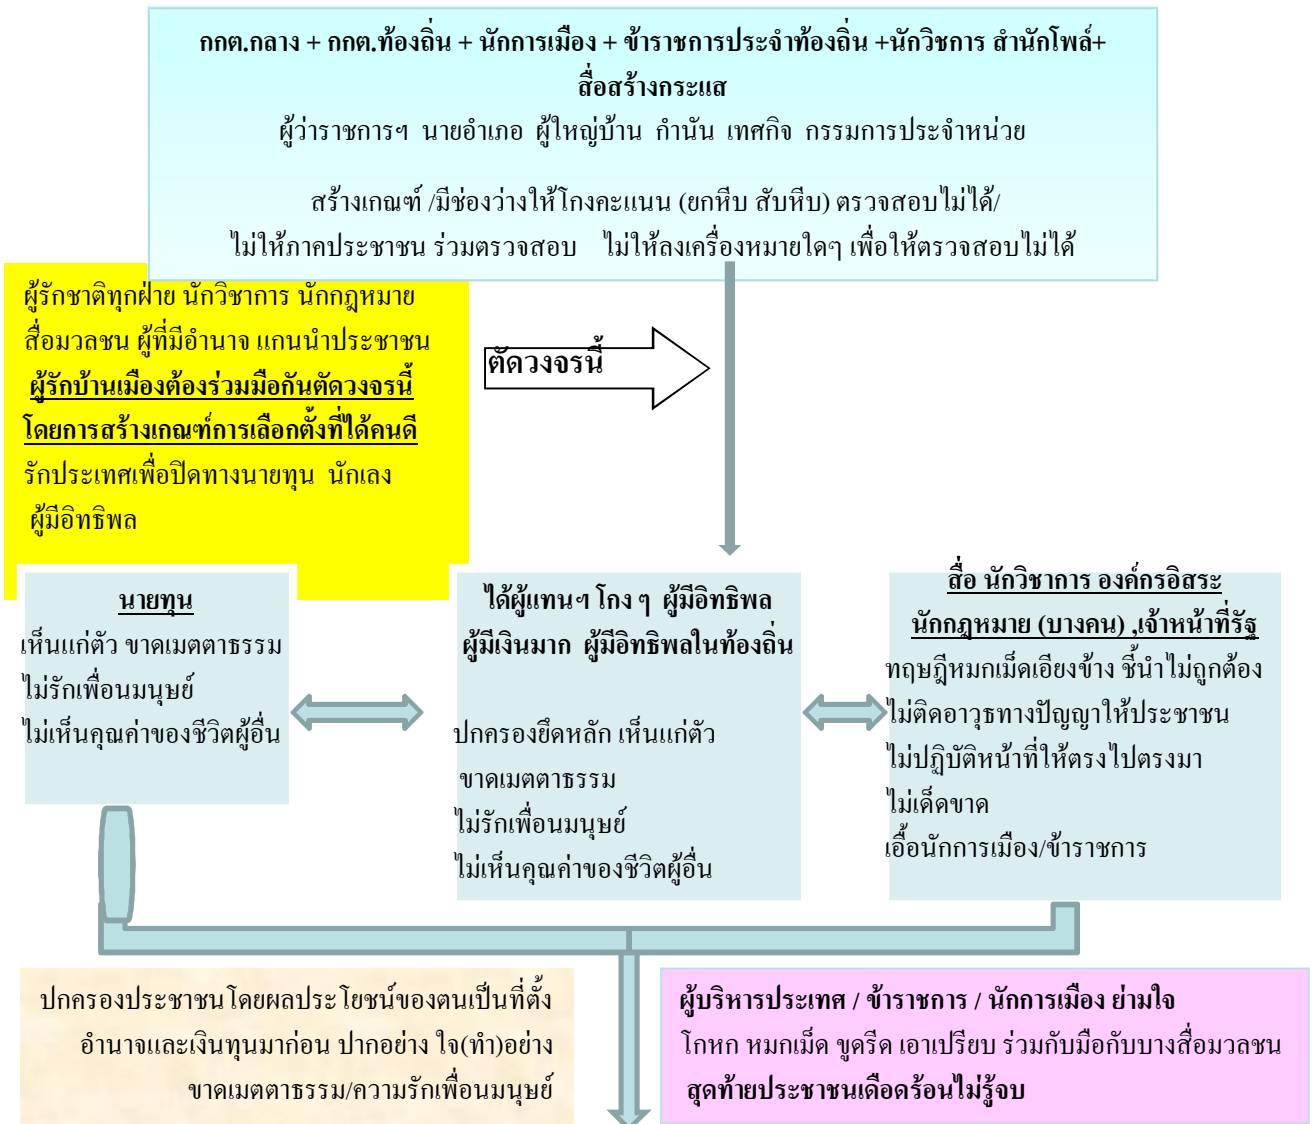 กกต.กลาง + กกต.ท้องถิ่น + นักการเมือง + ข้าราชการประจำท้องถิ่น +นักวิชการ สำนักโพล์+
สื่อสร้างกระแส
ผู้ว่าราชการฯ นายอำเภอ ผู้ใหญ่บ้าน กำนัน เทศกิจ กรรมการประจำหน่วย
สร้างเกณฑ์ /มีช่องว่างให้โกงคะแนน (ยกหีบ สับหีบ) ตรวจสอบไม่ได้/
ไม่ให้ภาคประชาชน ร่วมตรวจสอบ ไม่ให้ลงเครื่องหมายใดๆ เพื่อให้ตรวจสอบไม่ได้
ผู้รักชาติทุกฝ่าย นักวิชาการ นักกฎหมาย
สื่อมวลชน ผู้ที่มีอำนาจ แกนนำประชาชน
ผู้รักบ้านเมืองต้องร่วมมือกันตัดวงจรนี้
โดยการสร้างเกณฑ์การเลือกตั้งที่ได้คนดี
รักประเทศเพื่อปิดทางนายทุน นักเลง
ผู้มีอิทธิพล
ตัดวงจรนี้
นายทุน
เห็นแก่ตัว ขาดเมตตาธรรม
ไม่รักเพื่อนมนุษย์
ไม่เห็นคุณค่าของชีวิตผู้อื่น
ได้ผู้แทนฯ โกง ๆ ผู้มีอิทธิพล
ผู้มีเงินมาก ผู้มีอิทธิพลในท้องถิ่น
ปกครองยึดหลัก เห็นแก่ตัว
ขาดเมตตาธรรม
ไม่รักเพื่อนมนุษย์
ไม่เห็นคุณค่าของชีวิตผู้อื่น
สื่อ นักวิชาการ องค์กรอิสระ
นักกฎหมาย (บางคน) ,เจ้าหน้าที่รัฐ
ทฤษฎีหมกเม็ดเอียงข้าง ชี้นำไม่ถูกต้อง
ไม่ติดอาวุธทางปัญญาให้ประชาชน
ไม่ปฏิบัติหน้าที่ให้ตรงไปตรงมา
ไม่เด็ดขาด
เอื้อนักการเมือง/ข้าราชการ
ปกครองประชาชนโดยผลประโยชน์ของตนเป็นที่ตั้ง
อำนาจและเงินทุนมาก่อน ปากอย่าง ใจ(ทำ)อย่าง
ขาดเมตตาธรรม/ความรักเพื่อนมนุษย์
ผู้บริหารประเทศ / ข้าราชการ / นักการเมือง ย่ามใจ
โกหก หมกเม็ด ขูดรีด เอาเปรียบ ร่วมกับมือกับบางสื่อมวลชน
สุดท้ายประชาชนเดือดร้อนไม่รู้จบ